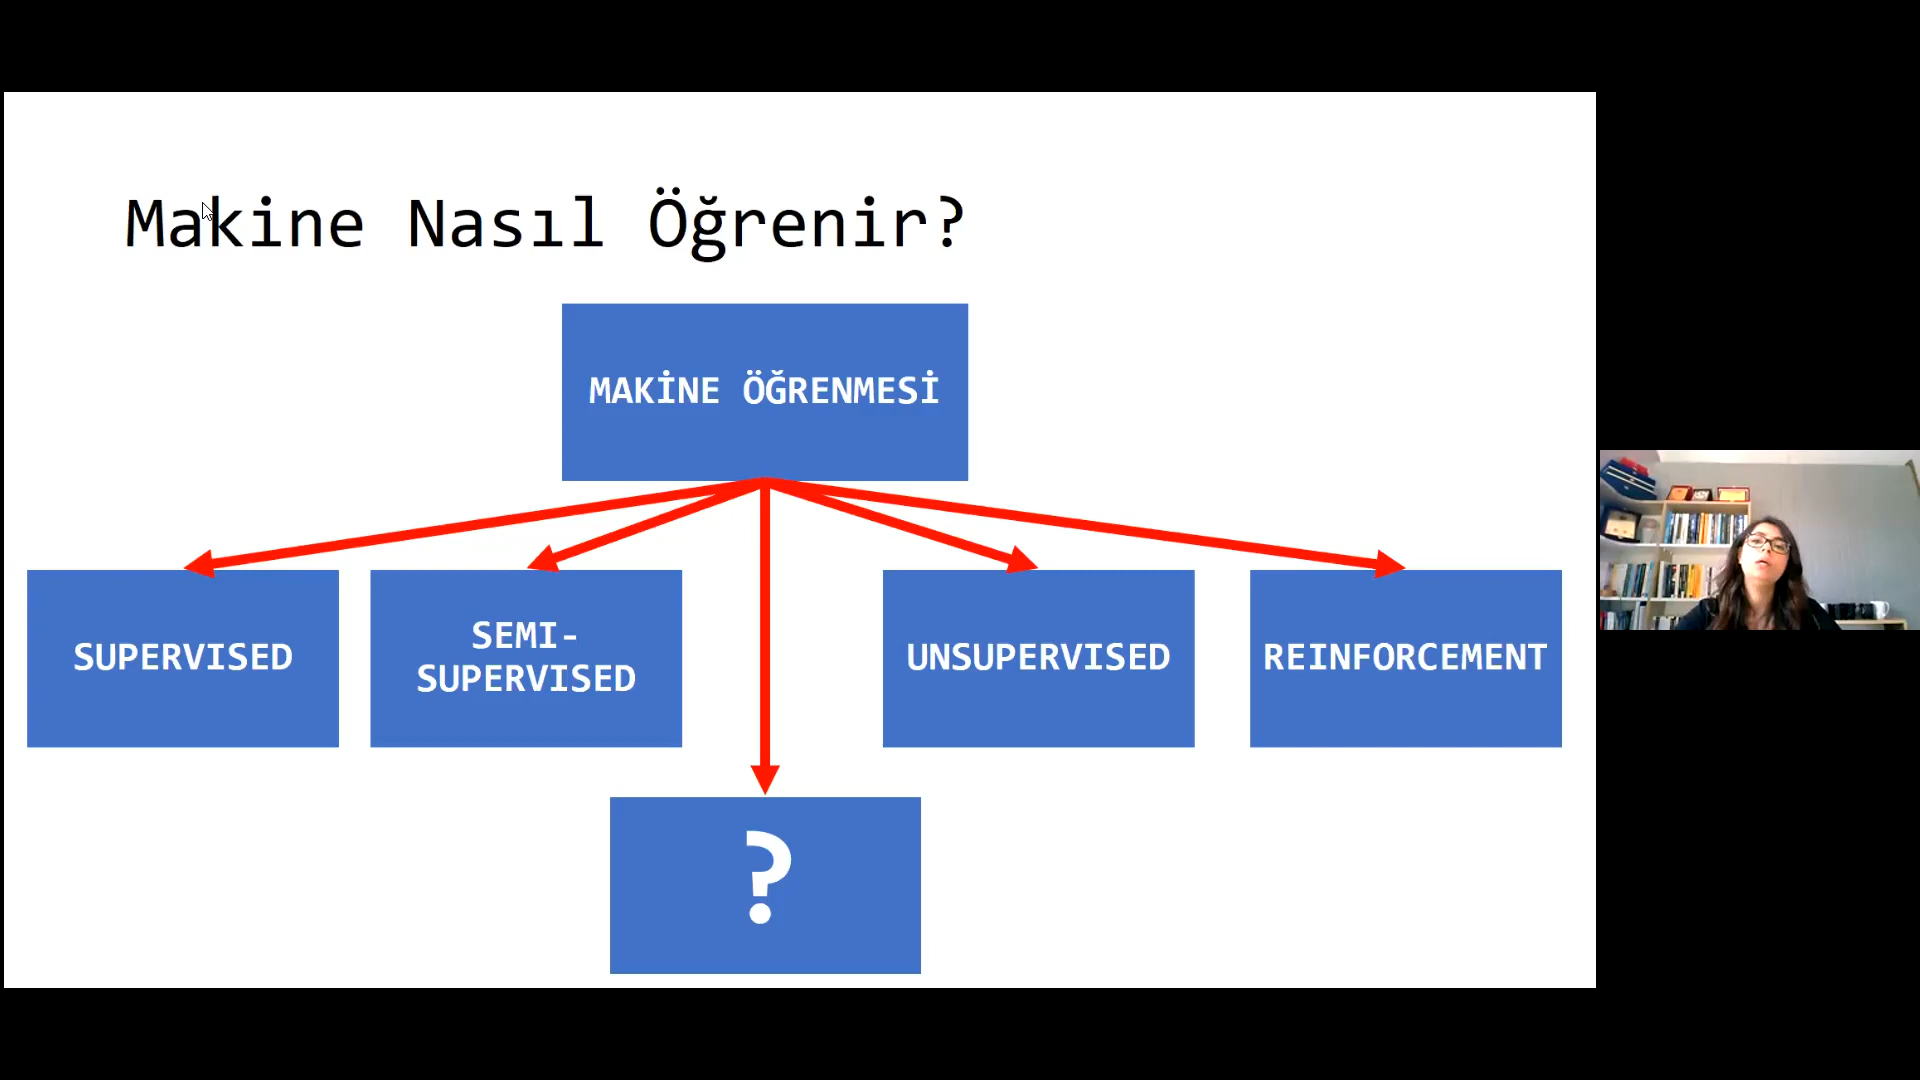 Makine Nasıl Öğrenir?
MAKİNE ÖĞRENMESİ
SUPERVISED
SEMI-
SUPERVISED
UNSUPERVISED
REINFORCEMENT
?